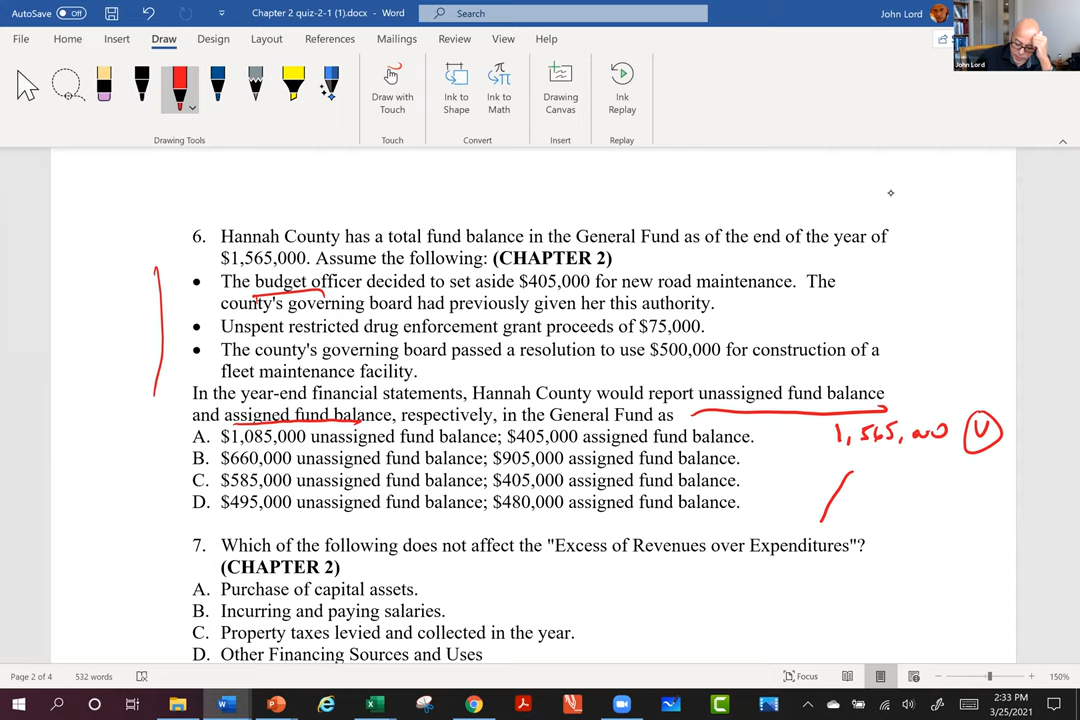 AutoSave Off Chapter 2 quiz-2-1 (1).docx - Word Search John Lord
File Home Insert Draw Design Layout References Mailings Review View Help
John Lord
Draw with Touch Ink to Shape Ink to Math Drawing Canvas Ink Replay
Drawing Tools Touch Convert Insert Replay
6. Hannah County has a total fund balance in the General Fund as of the end of the year of
$1,565,000. Assume the following: (CHAPTER 2)
• The budget officer decided to set aside $405,000 for new road maintenance. The
county's governing board had previously given her this authority.
• Unspent restricted drug enforcement grant proceeds of $75,000.
• The county's governing board passed a resolution to use $500,000 for construction of a
fleet maintenance facility.
In the year-end financial statements, Hannah County would report unassigned fund balance
and assigned fund balance, respectively, in the General Fund as
A. $1,085,000 unassigned fund balance; $405,000 assigned fund balance.
1,565,000 U
B. $660,000 unassigned fund balance; $905,000 assigned fund balance.
C. $585,000 unassigned fund balance; $405,000 assigned fund balance.
D. $495,000 unassigned fund balance; $480,000 assigned fund balance.
7. Which of the following does not affect the "Excess of Revenues over Expenditures"?
(CHAPTER 2)
A. Purchase of capital assets.
B. Incurring and paying salaries.
C. Property taxes levied and collected in the year.
D. Other Financing Sources and Uses
Page 2 of 4 532 words Focus 150%
2:33 PM
3/25/2021